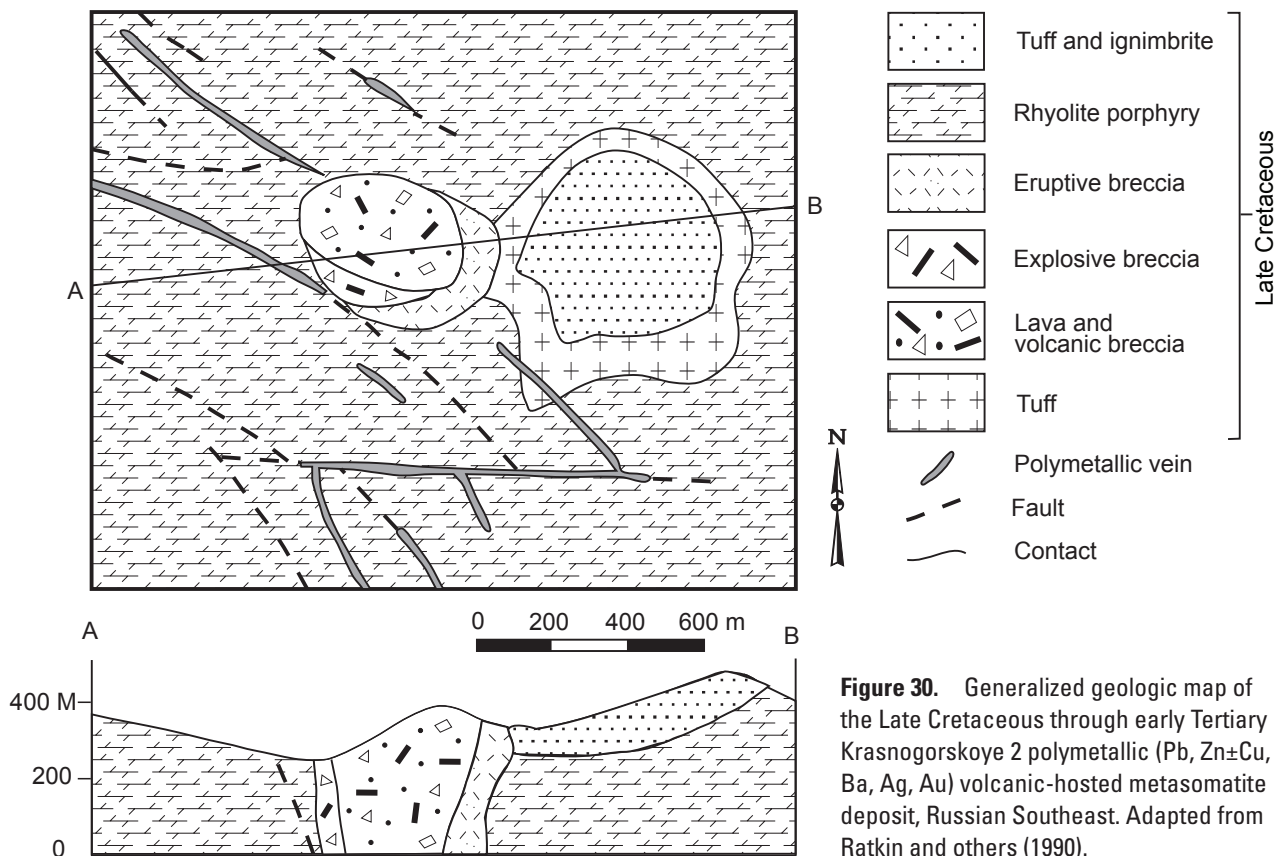 Tuff and ignimbrite
Rhyolite porphyry
Eruptive breccia
Explosive breccia
Lava and
volcanic breccia
Tuff
Late Cretaceous
Polymetallic vein
Fault
Contact
N
A
B
A
B
0 200 400 600 m
400 M
200
0
Figure 30. Generalized geologic map of
the Late Cretaceous through early Tertiary
Krasnogorskoye 2 polymetallic (Pb, Zn±Cu,
Ba, Ag, Au) volcanic-hosted metasomatite
deposit, Russian Southeast. Adapted from
Ratkin and others (1990).